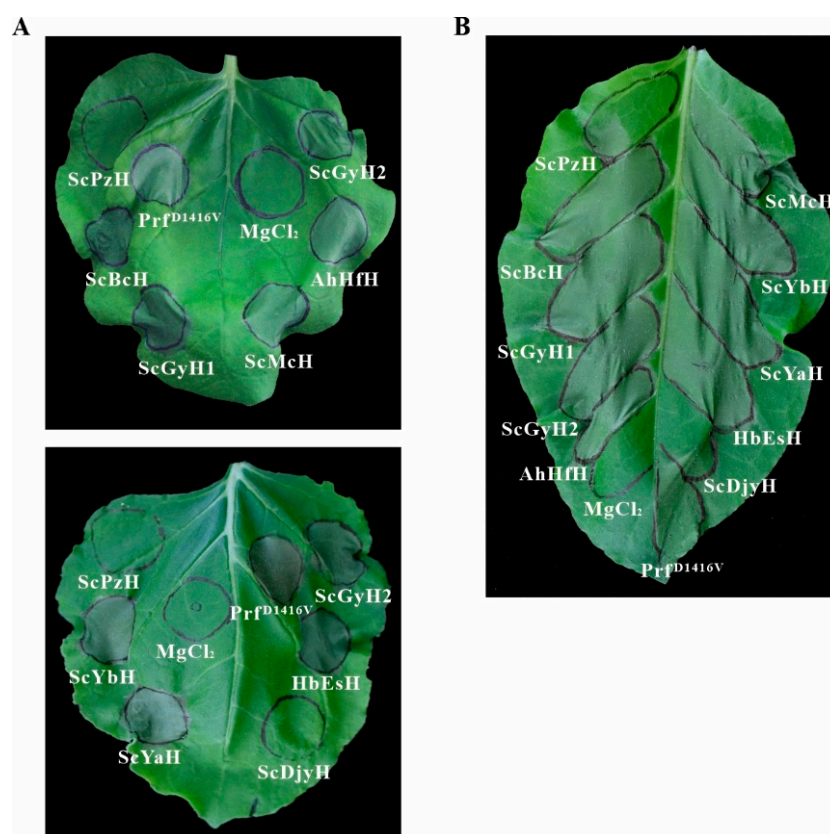 A
B
ScPzH
Prf^D1416V
MgCl₂
ScGyH2
ScBcH
AhHfH
ScGyH1
ScMcH
ScPzH
Prf^D1416V
ScGyH2
MgCl₂
ScYbH
HbEsH
ScYaH
ScDjyH
ScPzH
ScMcH
ScBcH
ScYbH
ScGyH1
ScYaH
ScGyH2
HbEsH
AhHfH
ScDjyH
MgCl₂
Prf^D1416V